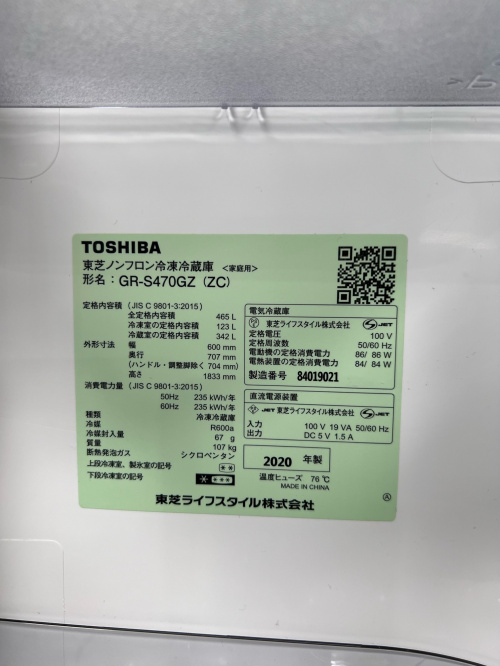 TOSHIBA
東芝ノンフロン冷凍冷蔵庫 <家庭用>
形名：GR-S470GZ (ZC)
定格内容積 (JIS C 9801-3:2015)
全定格内容積 465 L
冷凍室の定格内容積 123 L
冷蔵室の定格内容積 342 L
外形寸法 幅 600 mm
奥行 707 mm
(ハンドル・調整脚除く 704 mm)
高さ 1833 mm
消費電力量 (JIS C 9801-3:2015)
50Hz 235 kWh/年
60Hz 235 kWh/年
種類 冷凍冷蔵庫
冷媒 R600a
冷媒封入量 67 g
質量 107 kg
断熱発泡ガス シクロペンタン
上段冷凍室、製氷室の記号 **
下段冷凍室の記号 * ***
電気冷蔵庫
東芝ライフスタイル株式会社 JET
定格電圧 100 V
定格周波数 50/60 Hz
電動機の定格消費電力 86/ 86 W
電熱装置の定格消費電力 84/ 84 W
製造番号 84019021
直流電源装置
JET 東芝ライフスタイル株式会社 JET
入力 100 V 19 VA 50/60 Hz
出力 DC 5 V 1.5 A
2020 年製
温度ヒューズ 76 ℃
MADE IN CHINA
東芝ライフスタイル株式会社
Ⓐ